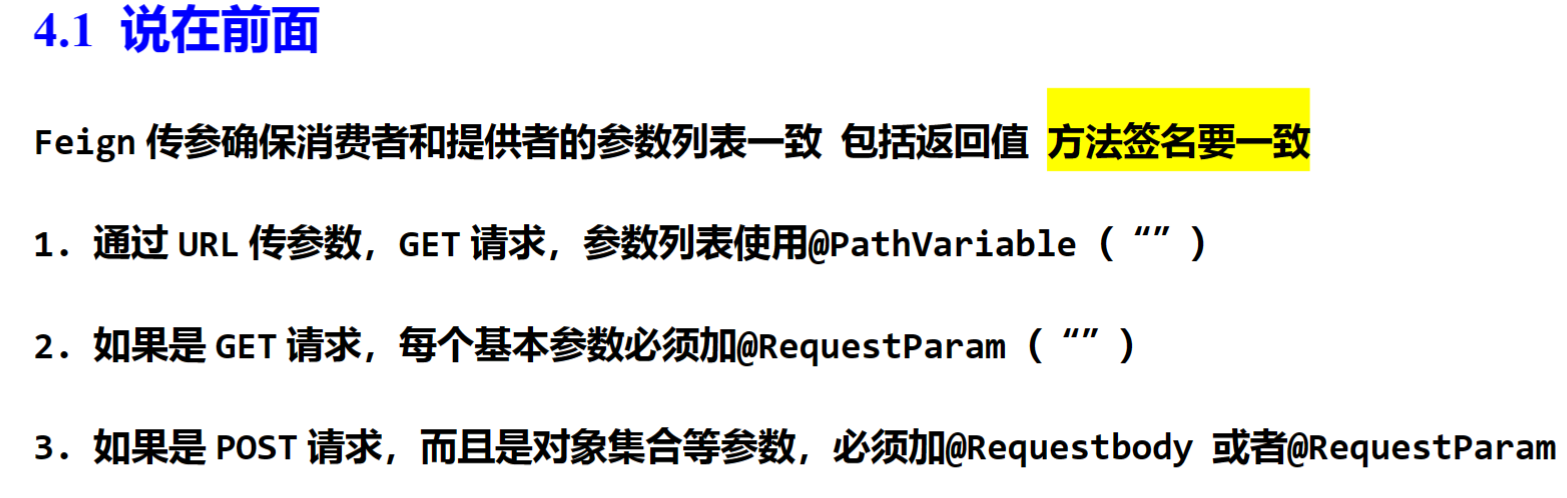 4.1 说在前面
Feign 传参确保消费者和提供者的参数列表一致 包括返回值 方法签名要一致
1. 通过 URL 传参数，GET 请求，参数列表使用@PathVariable（ “” ）
2. 如果是 GET 请求，每个基本参数必须加@RequestParam（ “” ）
3. 如果是 POST 请求，而且是对象集合等参数，必须加@Requestbody 或者@RequestParam